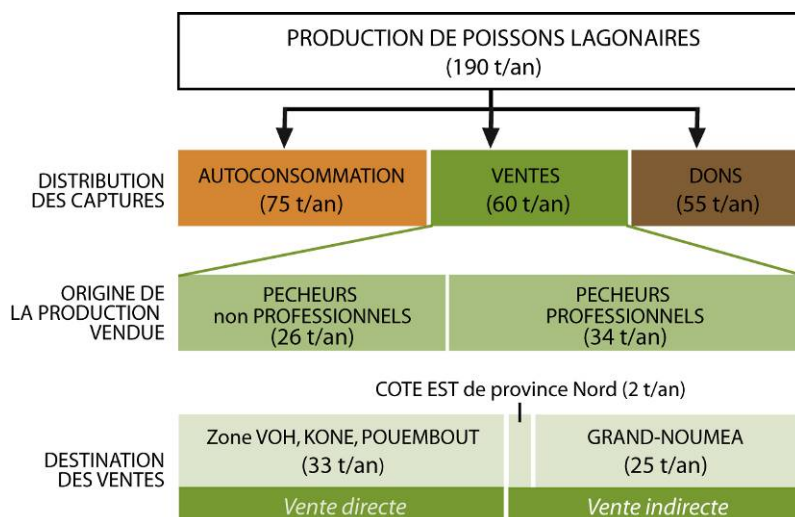 PRODUCTION DE POISSONS LAGONAIRES
(190 t/an)
DISTRIBUTION
DES CAPTURES
AUTOCONSOMMATION
(75 t/an)
VENTES
(60 t/an)
DONS
(55 t/an)
ORIGINE DE
LA PRODUCTION
VENDUE
PECHEURS
non PROFESSIONNELS
(26 t/an)
PECHEURS
PROFESSIONNELS
(34 t/an)
COTE EST de province Nord (2 t/an)
DESTINATION
DES VENTES
Zone VOH, KONE, POUEMBOUT
(33 t/an)
GRAND-NOUMEA
(25 t/an)
Vente directe
Vente indirecte